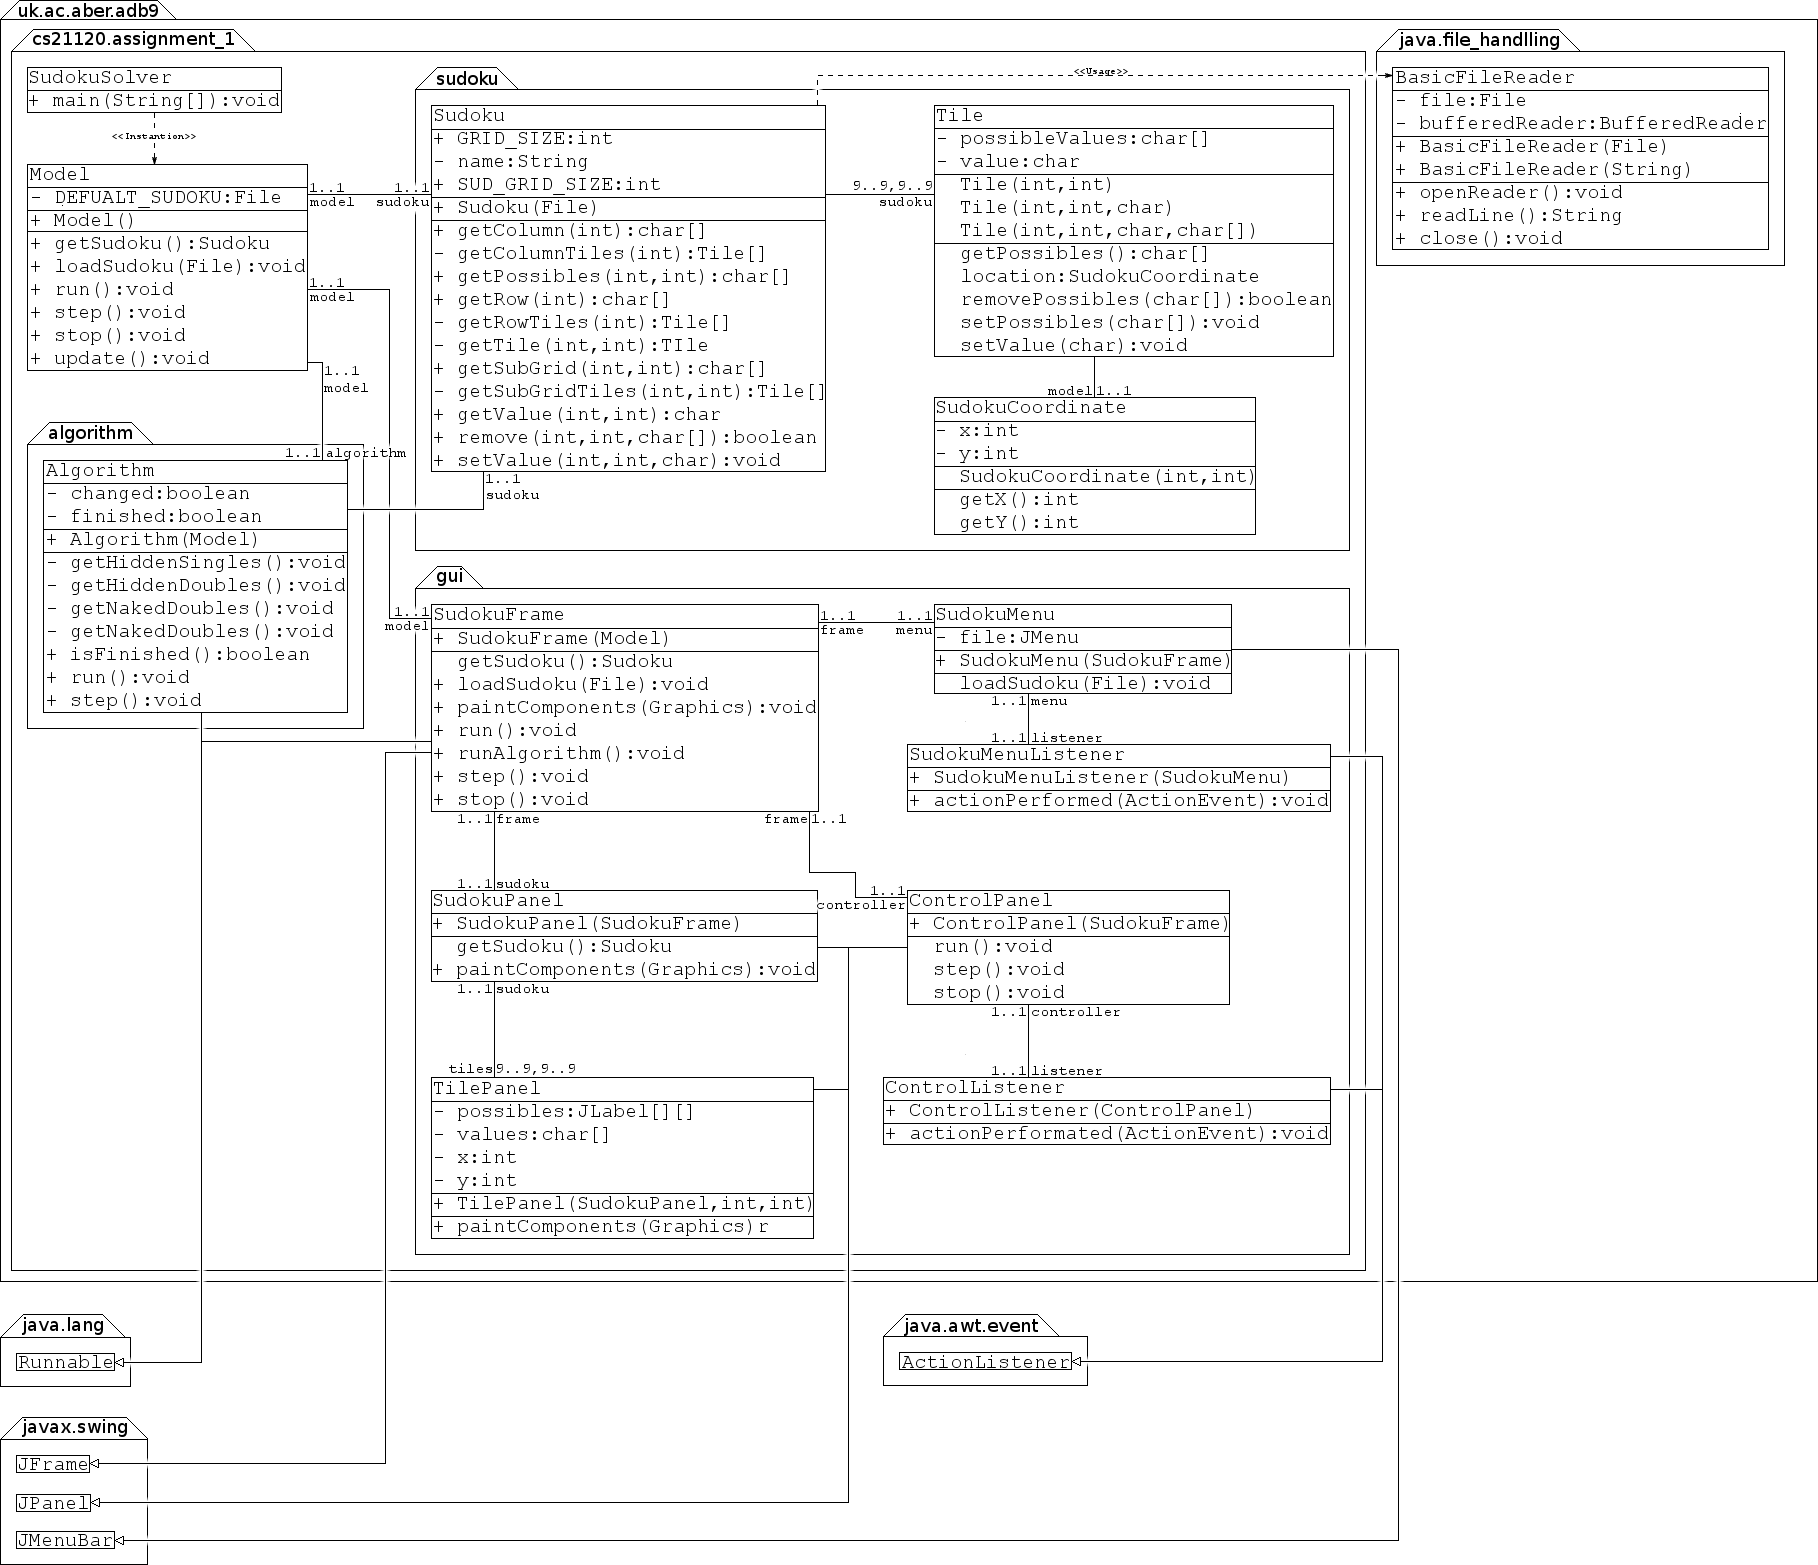 uk.ac.aber.adb9
cs21120.assignment_1
SudokuSolver
+ main(String[]):void
<<Instantion>>
Model
- DEFUALT_SUDOKU:File
+ Model()
+ getSudoku():Sudoku
+ loadSudoku(File):void
+ run():void
+ step():void
+ stop():void
+ update():void
1..1
model
1..1
sudoku
1..1
model
1..1
model
algorithm
1..1 algorithm
Algorithm
- changed:boolean
- finished:boolean
+ Algorithm(Model)
- getHiddenSingles():void
- getHiddenDoubles():void
- getNakedDoubles():void
- getNakedDoubles():void
+ isFinished():boolean
+ run():void
+ step():void
sudoku
Sudoku
+ GRID_SIZE:int
- name:String
+ SUD_GRID_SIZE:int
+ Sudoku(File)
+ getColumn(int):char[]
- getColumnTiles(int):Tile[]
+ getPossibles(int,int):char[]
+ getRow(int):char[]
- getRowTiles(int):Tile[]
- getTile(int,int):TIle
+ getSubGrid(int,int):char[]
- getSubGridTiles(int,int):Tile[]
+ getValue(int,int):char
+ remove(int,int,char[]):boolean
+ setValue(int,int,char):void
1..1
sudoku
9..9,9..9
sudoku
Tile
- possibleValues:char[]
- value:char
Tile(int,int)
Tile(int,int,char)
Tile(int,int,char,char[])
getPossibles():char[]
location:SudokuCoordinate
removePossibles(char[]):boolean
setPossibles(char[]):void
setValue(char):void
model 1..1
SudokuCoordinate
- x:int
- y:int
SudokuCoordinate(int,int)
getX():int
getY():int
<<Usage>>
java.file_handlling
BasicFileReader
- file:File
- bufferedReader:BufferedReader
+ BasicFileReader(File)
+ BasicFileReader(String)
+ openReader():void
+ readLine():String
+ close():void
gui
1..1
model
SudokuFrame
+ SudokuFrame(Model)
getSudoku():Sudoku
+ loadSudoku(File):void
+ paintComponents(Graphics):void
+ run():void
+ runAlgorithm():void
+ step():void
+ stop():void
1..1
frame
1..1
menu
SudokuMenu
- file:JMenu
+ SudokuMenu(SudokuFrame)
loadSudoku(File):void
1..1 menu
1..1 listener
SudokuMenuListener
+ SudokuMenuListener(SudokuMenu)
+ actionPerformed(ActionEvent):void
1..1 frame
frame 1..1
1..1 sudoku
SudokuPanel
+ SudokuPanel(SudokuFrame)
getSudoku():Sudoku
+ paintComponents(Graphics):void
1..1
controller
ControlPanel
+ ControlPanel(SudokuFrame)
run():void
step():void
stop():void
1..1 sudoku
1..1 controller
tiles 9..9,9..9
TilePanel
- possibles:JLabel[][]
- values:char[]
- x:int
- y:int
+ TilePanel(SudokuPanel,int,int)
+ paintComponents(Graphics)r
1..1 listener
ControlListener
+ ControlListener(ControlPanel)
+ actionPerformated(ActionEvent):void
java.lang
Runnable
java.awt.event
ActionListener
javax.swing
JFrame
JPanel
JMenuBar